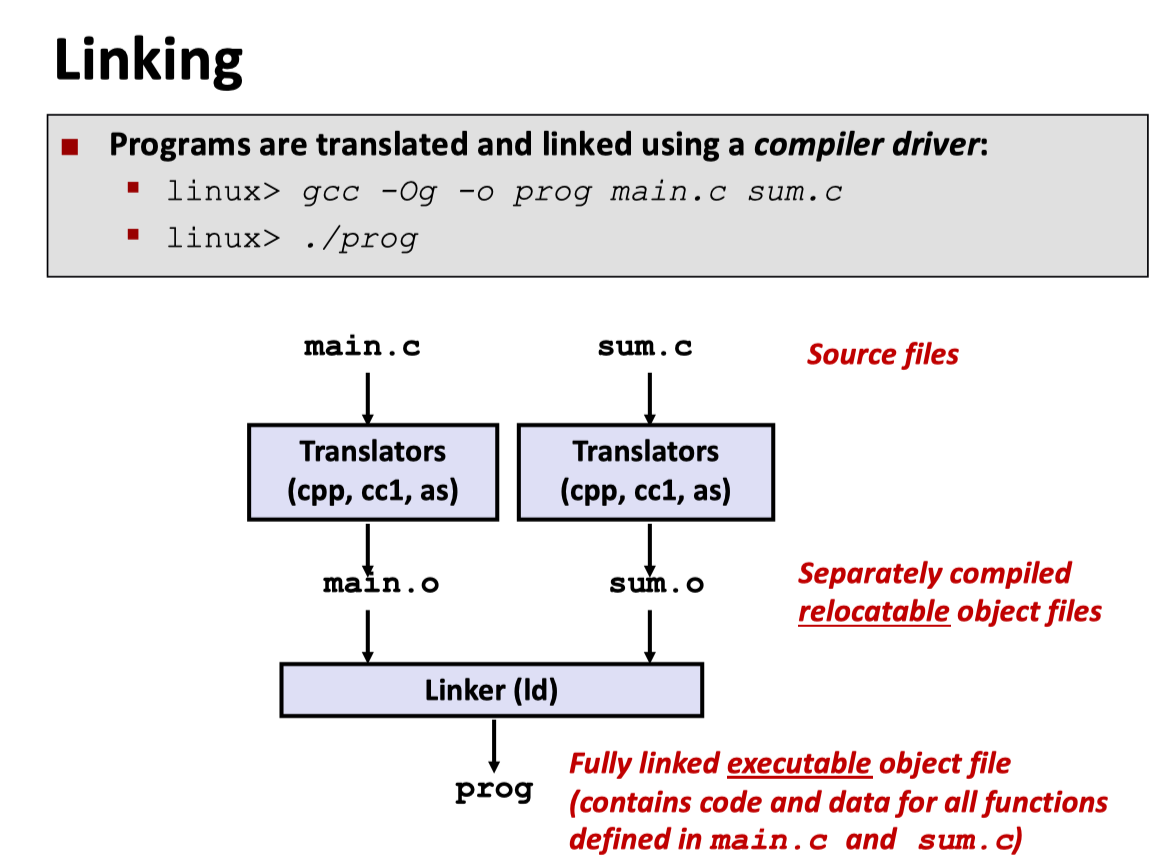 Linking
Programs are translated and linked using a compiler driver:
linux> gcc -Og -o prog main.c sum.c
linux> ./prog
main.c
sum.c
Source files
Translators
(cpp, cc1, as)
Translators
(cpp, cc1, as)
main.o
sum.o
Separately compiled
relocatable object files
Linker (ld)
prog
Fully linked executable object file
(contains code and data for all functions
defined in main.c and sum.c)